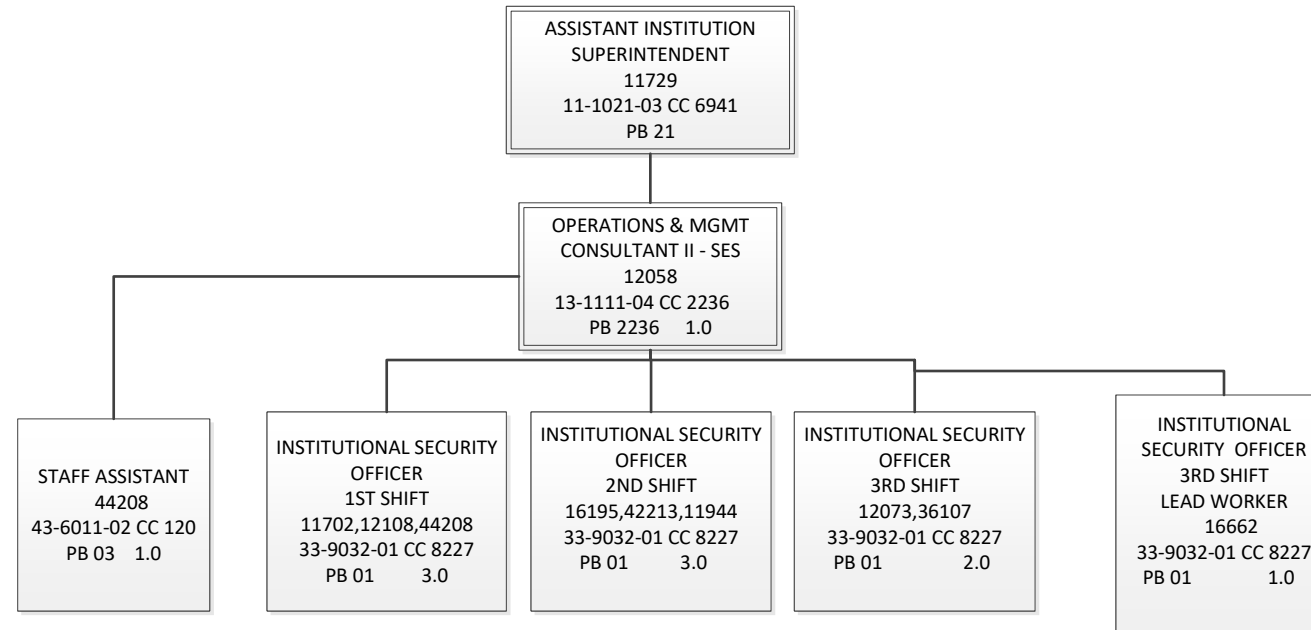 ASSISTANT INSTITUTION
SUPERINTENDENT
11729
11-1021-03 CC 6941
PB 21
OPERATIONS & MGMT
CONSULTANT II - SES
12058
13-1111-04 CC 2236
PB 2236 1.0
STAFF ASSISTANT
44208
43-6011-02 CC 120
PB 03 1.0
INSTITUTIONAL SECURITY
OFFICER
1ST SHIFT
11702,12108,44208
33-9032-01 CC 8227
PB 01 3.0
INSTITUTIONAL SECURITY
OFFICER
2ND SHIFT
16195,42213,11944
33-9032-01 CC 8227
PB 01 3.0
INSTITUTIONAL SECURITY
OFFICER
3RD SHIFT
12073,36107
33-9032-01 CC 8227
PB 01 2.0
INSTITUTIONAL
SECURITY OFFICER
3RD SHIFT
LEAD WORKER
16662
33-9032-01 CC 8227
PB 01 1.0